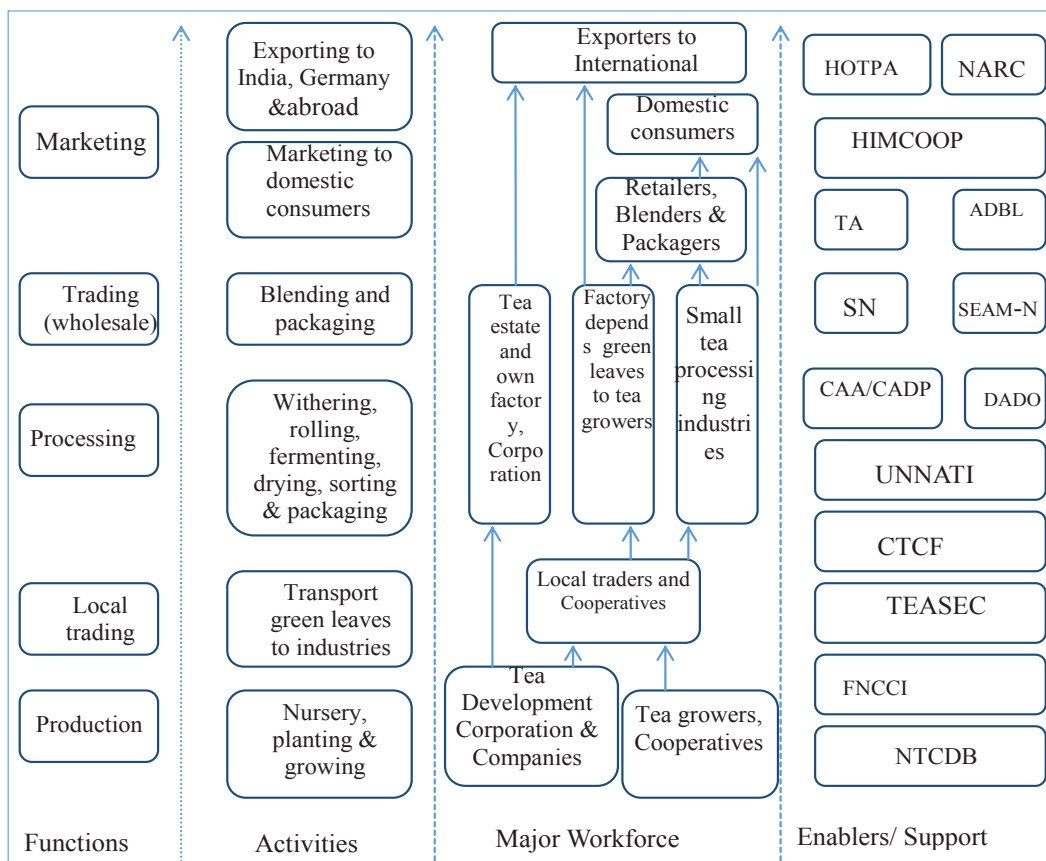 Marketing
Trading
(wholesale)
Processing
Local
trading
Production
Functions
Exporting to
India, Germany
&abroad
Marketing to
domestic
consumers
Blending and
packaging
Withering,
rolling,
fermenting,
drying, sorting
& packaging
Transport
green leaves
to industries
Nursery,
planting &
growing
Activities
Exporters to
International
Domestic
consumers
Retailers,
Blenders &
Packagers
Tea
estate
and
own
factor
y,
Corpo
ration
Factory
depend
s green
leaves
to tea
growers
Small
tea
processi
ng
industri
es
Local traders and
Cooperatives
Tea
Development
Corporation &
Companies
Tea growers,
Cooperatives
Major Workforce
HOTPA
NARC
HIMCOOP
TA
ADBL
SN
SEAM-N
CAA/CADP
DADO
UNNATI
CTCF
TEASEC
FNCCI
NTCDB
Enablers/ Support